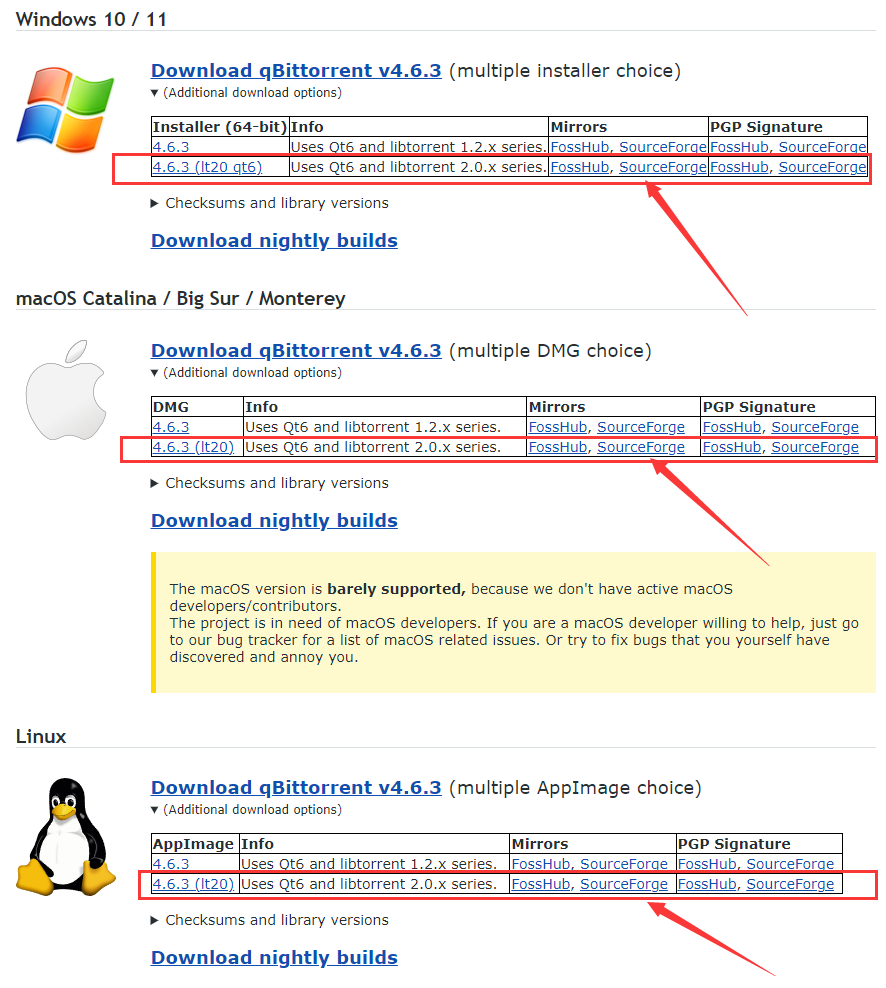 Windows 10 / 11
Download qBittorrent v4.6.3 (multiple installer choice)
▼ (Additional download options)
Installer (64-bit) Info Mirrors PGP Signature
4.6.3 Uses Qt6 and libtorrent 1.2.x series. FossHub, SourceForge FossHub, SourceForge
4.6.3 (lt20 qt6) Uses Qt6 and libtorrent 2.0.x series. FossHub, SourceForge FossHub, SourceForge
▶ Checksums and library versions
Download nightly builds
macOS Catalina / Big Sur / Monterey
Download qBittorrent v4.6.3 (multiple DMG choice)
▼ (Additional download options)
DMG Info Mirrors PGP Signature
4.6.3 Uses Qt6 and libtorrent 1.2.x series. FossHub, SourceForge FossHub, SourceForge
4.6.3 (lt20) Uses Qt6 and libtorrent 2.0.x series. FossHub, SourceForge FossHub, SourceForge
▶ Checksums and library versions
Download nightly builds
The macOS version is barely supported, because we don't have active macOS
developers/contributors.
The project is in need of macOS developers. If you are a macOS developer willing to help, just go
to our bug tracker for a list of macOS related issues. Or try to fix bugs that you yourself have
discovered and annoy you.
Linux
Download qBittorrent v4.6.3 (multiple AppImage choice)
▼ (Additional download options)
AppImage Info Mirrors PGP Signature
4.6.3 Uses Qt6 and libtorrent 1.2.x series. FossHub, SourceForge FossHub, SourceForge
4.6.3 (lt20) Uses Qt6 and libtorrent 2.0.x series. FossHub, SourceForge FossHub, SourceForge
▶ Checksums and library versions
Download nightly builds